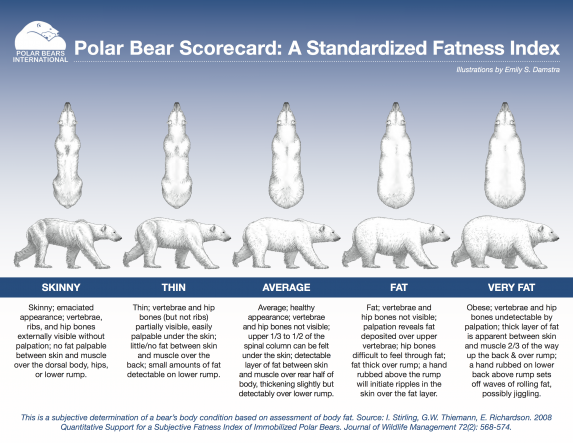 POLAR BEARS
INTERNATIONAL
Polar Bear Scorecard: A Standardized Fatness Index
Illustrations by Emily S. Damstra
SKINNY
Skinny; emaciated
appearance; vertebrae,
ribs, and hip bones
externally visible without
palpation; no fat palpable
between skin and muscle
over the dorsal body, hips,
or lower rump.
THIN
Thin; vertebrae and hip
bones (but not ribs)
partially visible, easily
palpable under the skin;
little/no fat between
skin and muscle over the
back; small amounts of fat
detectable on lower rump.
AVERAGE
Average; healthy
appearance; vertebrae
and hip bones not visible;
upper 1/3 to 1/2 of the
spinal column can be felt
under the skin; detectable
layer of fat between skin
and muscle over rear half of
body, thickening slightly but
detectably over lower rump.
FAT
Fat; vertebrae and
hip bones not visible;
palpation reveals fat
deposited over upper
vertebrae; hip bones
difficult to feel through fat;
fat thick over rump; a hand
rubbed above the rump
will initiate ripples in the
skin over the fat layer.
VERY FAT
Obese; vertebrae and hip
bones undetectable by
palpation; thick layer of fat
is apparent between skin
and muscle 2/3 of the way
up the back & over rump;
a hand rubbed on lower
back above rump sets
off waves of rolling fat,
possibly jiggling.
This is a subjective determination of a bear's body condition based on assessment of body fat. Source: I. Stirling, G.W. Thiemann, E. Richardson. 2008
Quantitative Support for a Subjective Fatness Index of Immobilized Polar Bears. Journal of Wildlife Management 72(2): 568-574.